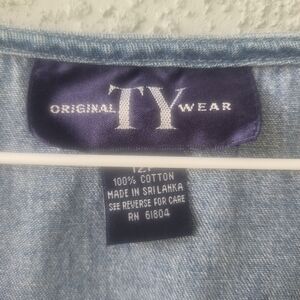 ORIGINAL TY WEAR
100% COTTON
MADE IN SRI LANKA
SEE REVERSE FOR CARE
RN 61804